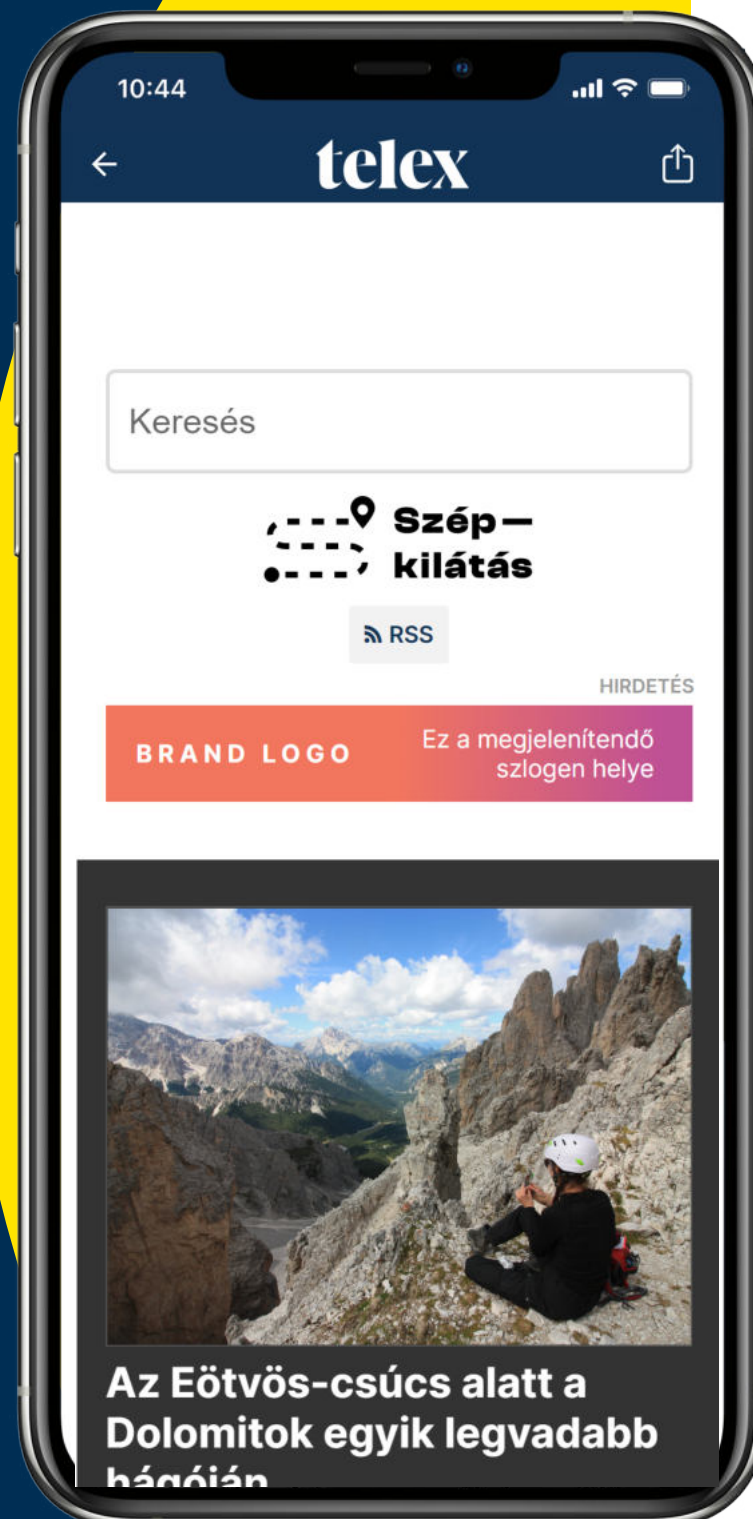 10:44
telex
Keresés
Szép—
kilátás
RSS
HIRDETÉS
BRAND LOGO
Ez a megjelenítendő
szlogen helye
Az Eötvös-csúcs alatt a
Dolomitok egyik legvadabb
hágóján